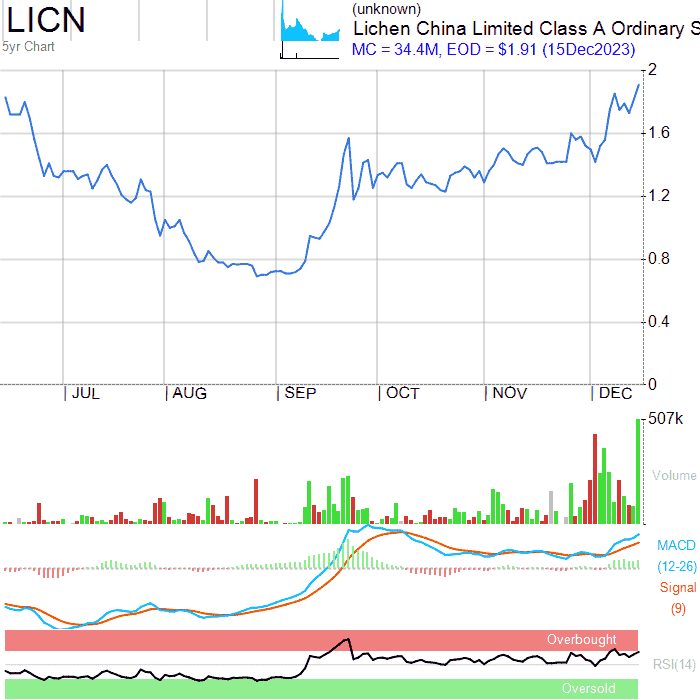 LICN
(unknown)
Lichen China Limited Class A Ordinary S
5yr Chart
MC = 34.4M, EOD = $1.91 (15Dec2023)
2
1.6
1.2
0.8
0.4
0
JUL AUG SEP OCT NOV DEC
507k
Volume
MACD
(12-26)
Signal
(9)
Overbought
RSI(14)
Oversold